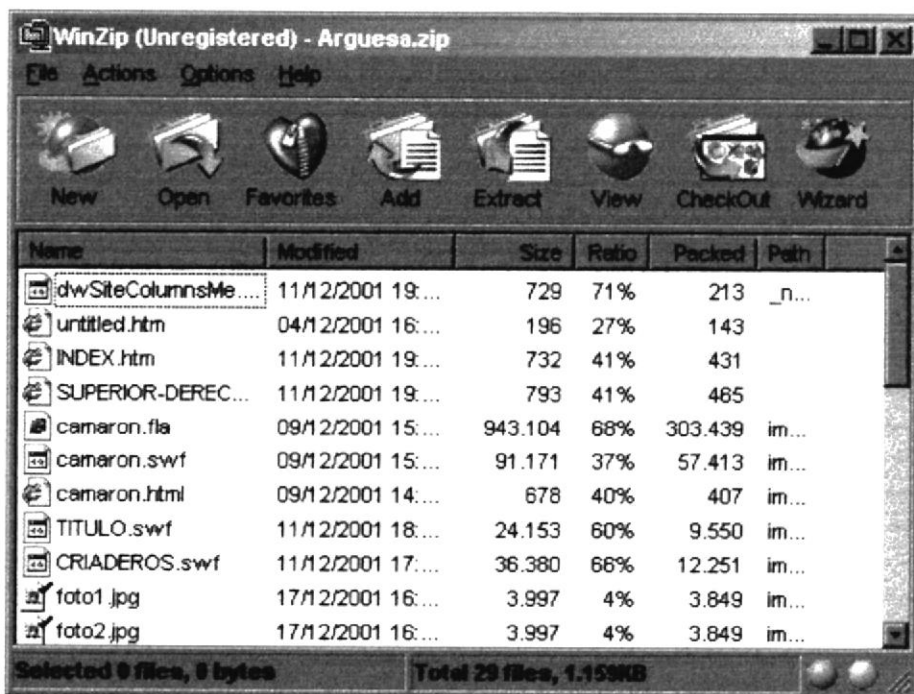 WinZip (Unregistered) - Arguesa.zip
File Actions Options Help
New Open Favorites Add Extract View CheckOut Wizard
Name Modified Size Ratio Packed Path
dwSiteColumnsMe.... 11/12/2001 19:... 729 71% 213 _n...
untitled.htm 04/12/2001 16:... 196 27% 143
INDEX.htm 11/12/2001 19:... 732 41% 431
SUPERIOR-DEREC... 11/12/2001 19:... 793 41% 465
camaron.fla 09/12/2001 15:... 943.104 68% 303.439 im...
camaron.swf 09/12/2001 15:... 91.171 37% 57.413 im...
camaron.html 09/12/2001 14:... 678 40% 407 im...
TITULO.swf 11/12/2001 18:... 24.153 60% 9.550 im...
CRIADEROS.swf 11/12/2001 17:... 36.380 66% 12.251 im...
foto1.jpg 17/12/2001 16:... 3.997 4% 3.849 im...
foto2.jpg 17/12/2001 16:... 3.997 4% 3.849 im...
Selected 0 files, 0 bytes Total 29 files, 1.159KB